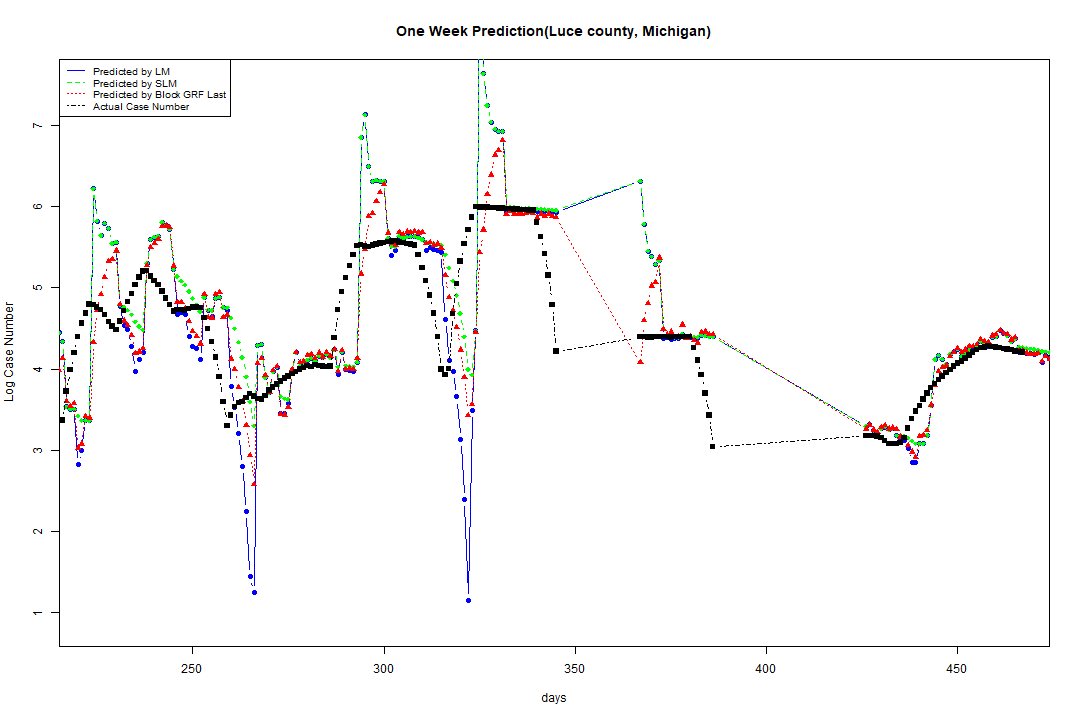 One Week Prediction(Luce county, Michigan)
Predicted by LM
Predicted by SLM
Predicted by Block GRF Last
Actual Case Number
Log Case Number
7
6
5
4
3
2
1
250
300
350
400
450
days